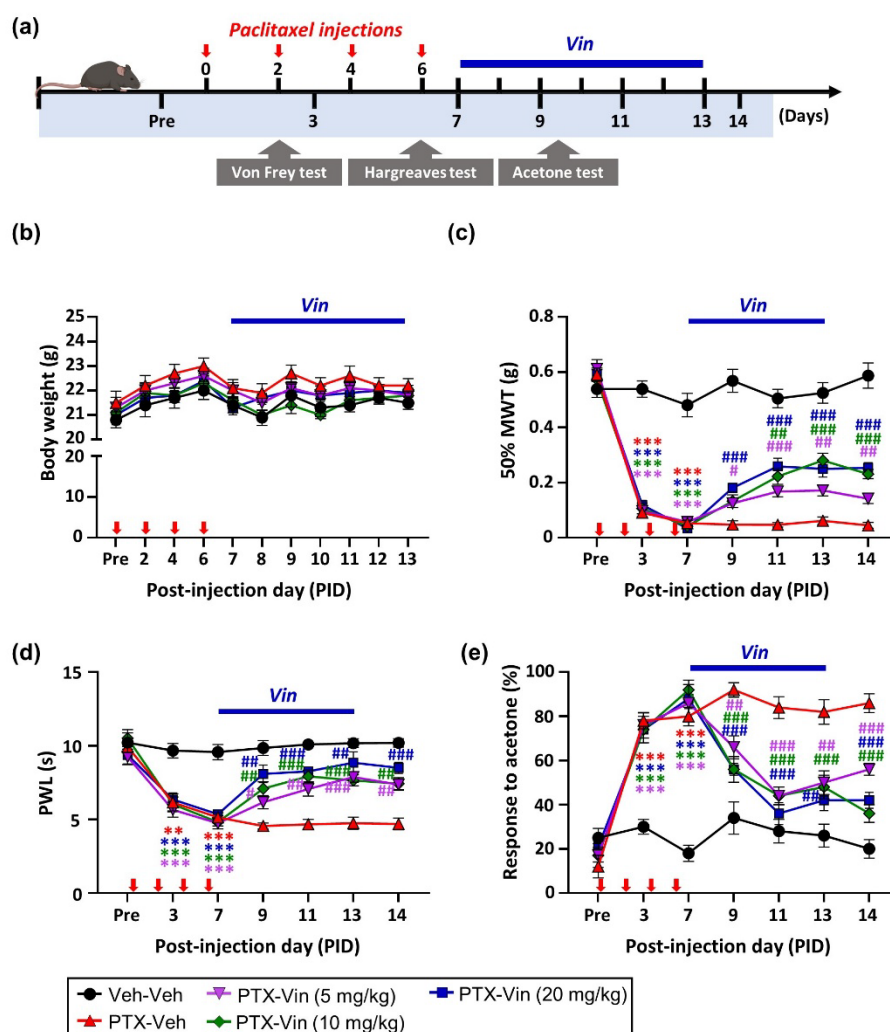 (a)
Paclitaxel injections
Vin
0 2 4 6
Pre 3 7 9 11 13 14 (Days)
Von Frey test
Hargreaves test
Acetone test
(b)
Vin
Body weight (g)
25
24
23
22
21
20
20
10
0
Pre 2 4 6 7 8 9 10 11 12 13
Post-injection day (PID)
(c)
Vin
50% MWT (g)
0.8
0.6
0.4
0.2
0.0
***
***
***
***
***
***
***
***
###
#
###
##
###
###
###
##
###
###
##
Pre 3 7 9 11 13 14
Post-injection day (PID)
(d)
Vin
PWL (s)
15
10
5
0
**
***
***
***
***
***
***
***
##
##
#
###
###
##
##
###
###
###
##
##
Pre 3 7 9 11 13 14
Post-injection day (PID)
(e)
Vin
Response to acetone (%)
100
80
60
40
20
0
***
***
***
***
***
***
***
***
##
###
###
###
###
###
##
###
##
###
###
###
Pre 3 7 9 11 13 14
Post-injection day (PID)
Veh-Veh
PTX-Vin (5 mg/kg)
PTX-Vin (20 mg/kg)
PTX-Veh
PTX-Vin (10 mg/kg)